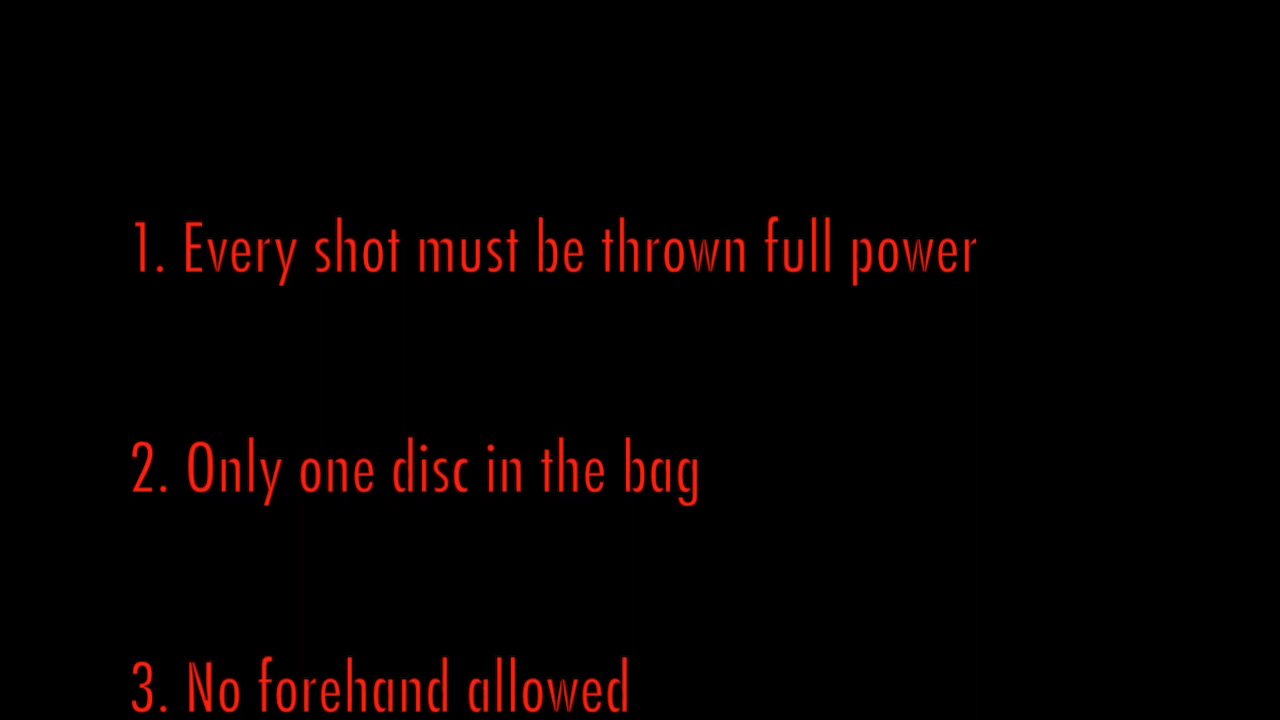 1. Every shot must be thrown full power
2. Only one disc in the bag
3. No forehand allowed